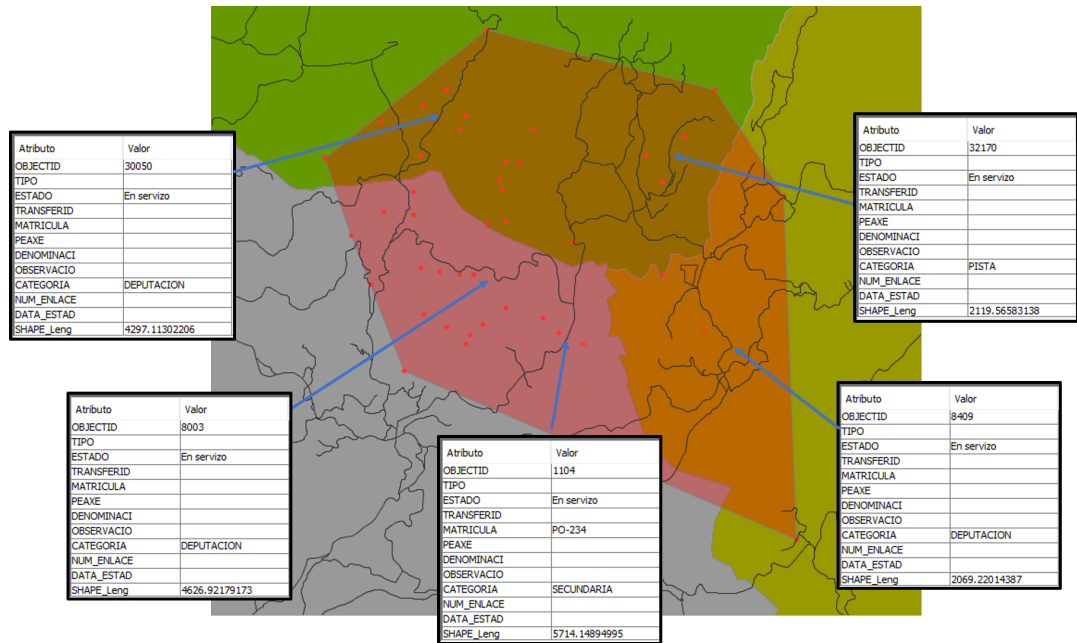 Atributo Valor
OBJECTID 30050
TIPO
ESTADO En servizo
TRANSFERID
MATRICULA
PEAXE
DENOMINACI
OBSERVACIO
CATEGORIA DEPUTACION
NUM_ENLACE
DATA_ESTAD
SHAPE_Leng 4297.11302206
Atributo Valor
OBJECTID 32170
TIPO
ESTADO En servizo
TRANSFERID
MATRICULA
PEAXE
DENOMINACI
OBSERVACIO
CATEGORIA PISTA
NUM_ENLACE
DATA_ESTAD
SHAPE_Leng 2119.56583138
Atributo Valor
OBJECTID 8003
TIPO
ESTADO En servizo
TRANSFERID
MATRICULA
PEAXE
DENOMINACI
OBSERVACIO
CATEGORIA DEPUTACION
NUM_ENLACE
DATA_ESTAD
SHAPE_Leng 4626.92179173
Atributo Valor
OBJECTID 1104
TIPO
ESTADO En servizo
TRANSFERID
MATRICULA PO-234
PEAXE
DENOMINACI
OBSERVACIO
CATEGORIA SECUNDARIA
NUM_ENLACE
DATA_ESTAD
SHAPE_Leng 5714.14894995
Atributo Valor
OBJECTID 8409
TIPO
ESTADO En servizo
TRANSFERID
MATRICULA
PEAXE
DENOMINACI
OBSERVACIO
CATEGORIA DEPUTACION
NUM_ENLACE
DATA_ESTAD
SHAPE_Leng 2069.22014387